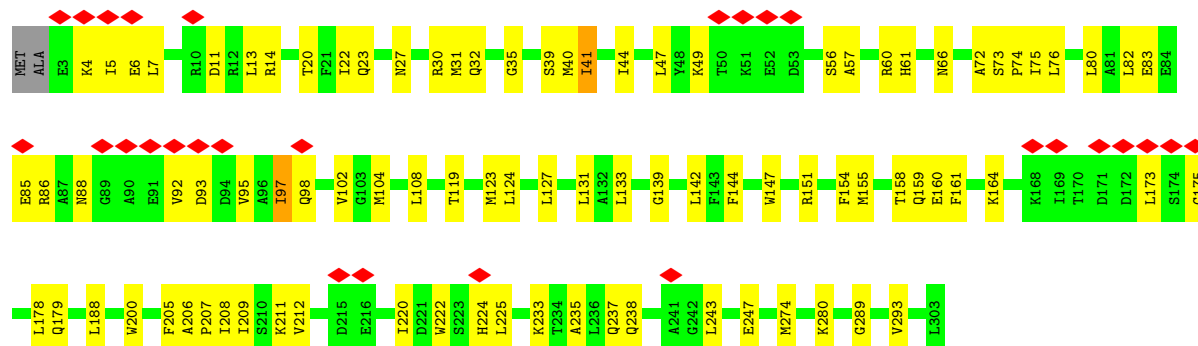 MET ALA E3 K4 I5 E6 L7 R10 D11 R12 L13 R14 T20 F21 I22 Q23 N27 R30 M31 Q32 G35 S39 M40 I41 I44 L47 Y48 K49 T50 K51 E52 D53 S56 A57 R60 H61 N66 A72 S73 P74 I75 L76 L80 A81 L82 E83 E84
E85 R86 A87 N88 G89 A90 E91 V92 D93 D94 V95 A96 I97 Q98 V102 G103 M104 L108 T119 M123 L124 L127 L131 A132 L133 G139 L142 F143 F144 W147 R151 F154 M155 T158 Q159 E160 F161 K164 K168 I169 T170 D171 D172 L173 S174
L178 Q179 L188 W200 F205 A206 P207 I208 I209 S210 K211 V212 D215 E216 I220 D221 W222 S223 H224 L225 K233 T234 A235 L236 Q237 Q238 A241 G242 L243 E247 M274 K280 G289 V293 L303